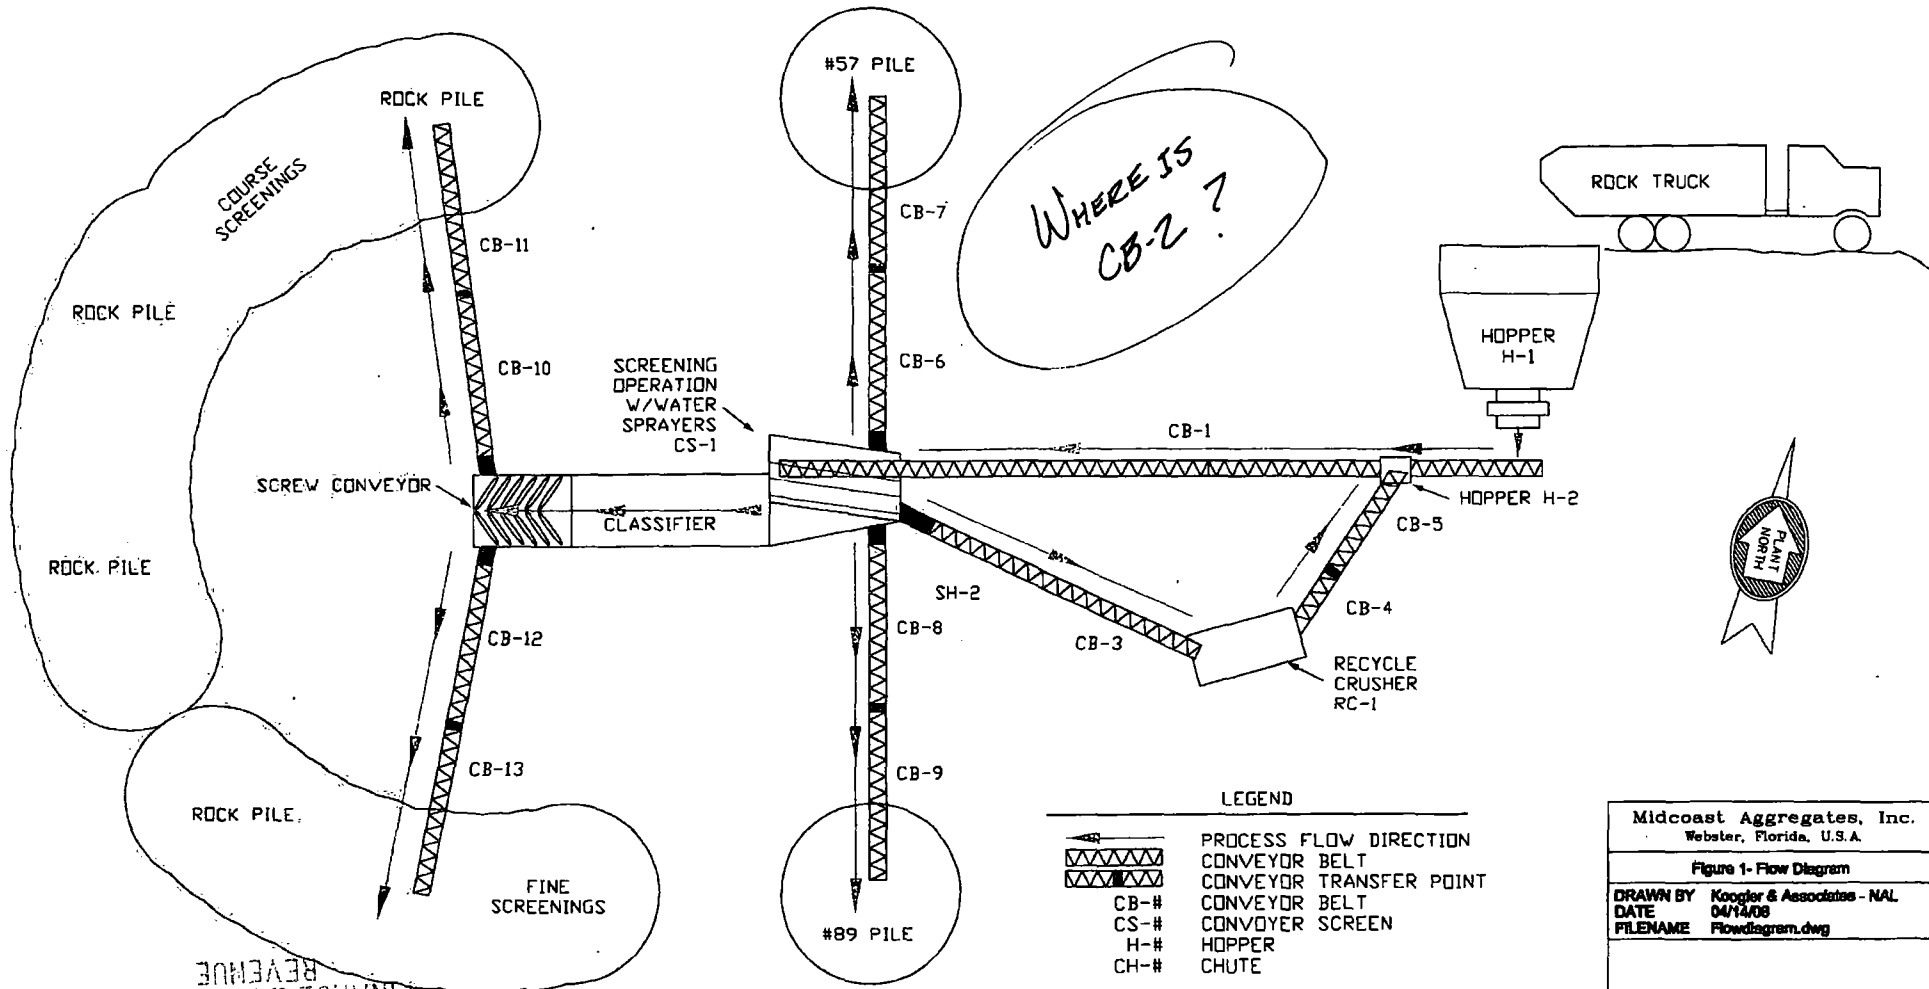 #57 PILE
ROCK PILE
COURSE
SCREENINGS
CB-7
WHERE IS
CB-2 ?
ROCK TRUCK
CB-11
ROCK PILE
HOPPER
H-1
CB-10
SCREENING
OPERATION
W/WATER
SPRAYERS
CS-1
CB-6
CB-1
SCREW CONVEYOR
CLASSIFIER
HOPPER H-2
CB-5
PLANT
NORTH
ROCK PILE
SH-2
CB-4
CB-12
CB-8
CB-3
RECYCLE
CRUSHER
RC-1
CB-13
CB-9
ROCK PILE
FINE
SCREENINGS
#89 PILE
LEGEND
PROCESS FLOW DIRECTION
CONVEYOR BELT
CONVEYOR TRANSFER POINT
CB-# CONVEYOR BELT
CS-# CONVOYER SCREEN
H-# HOPPER
CH-# CHUTE
Midcoast Aggregates, Inc.
Webster, Florida, U.S.A.
Figure 1- Flow Diagram
DRAWN BY Koogler & Associates - NAL
DATE 04/14/08
FILENAME Flowdiagram.dwg
REVENUE